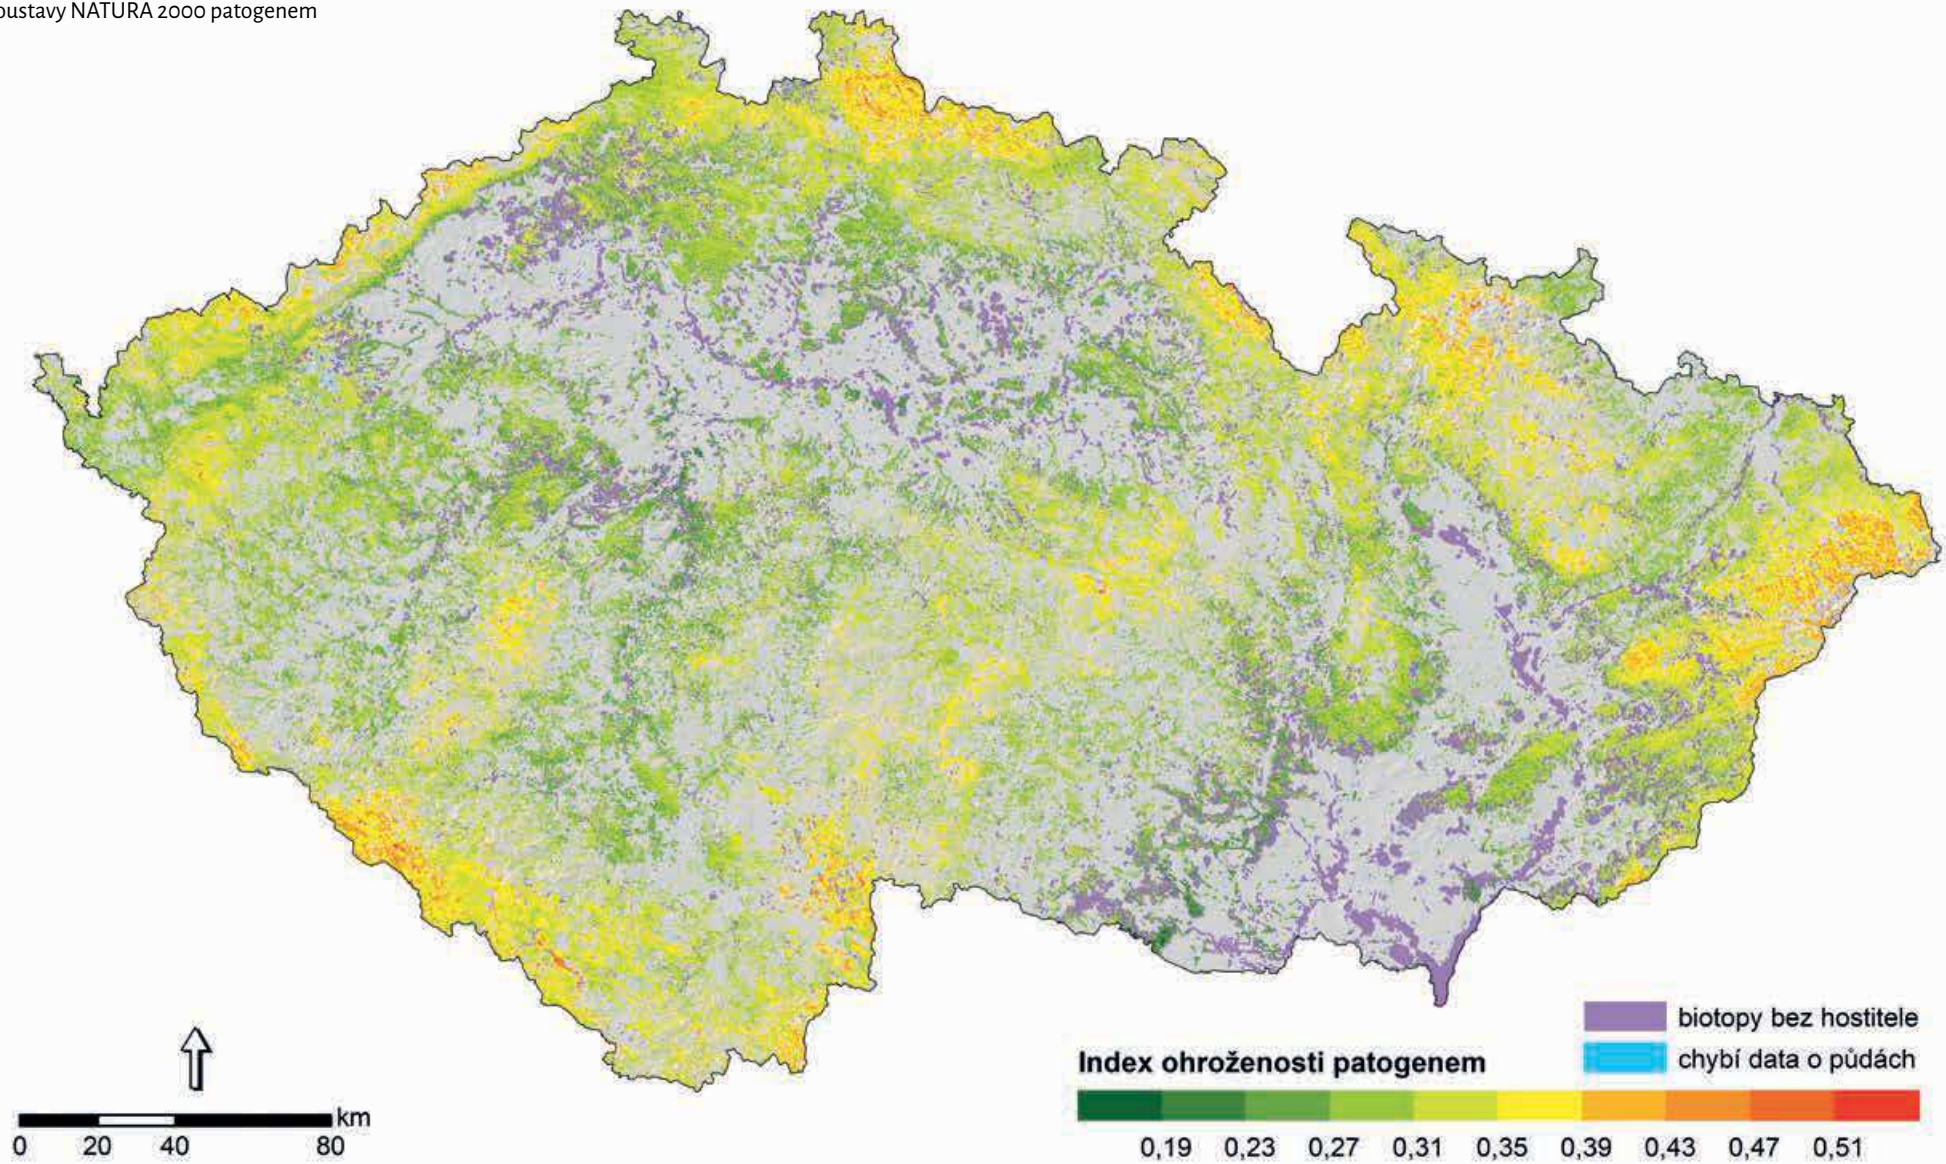 oustavy NATURA 2000 patogenem
biotopy bez hostitele
chybí data o půdách
Index ohroženosti patogenem
0,19 0,23 0,27 0,31 0,35 0,39 0,43 0,47 0,51
km
0 20 40 80